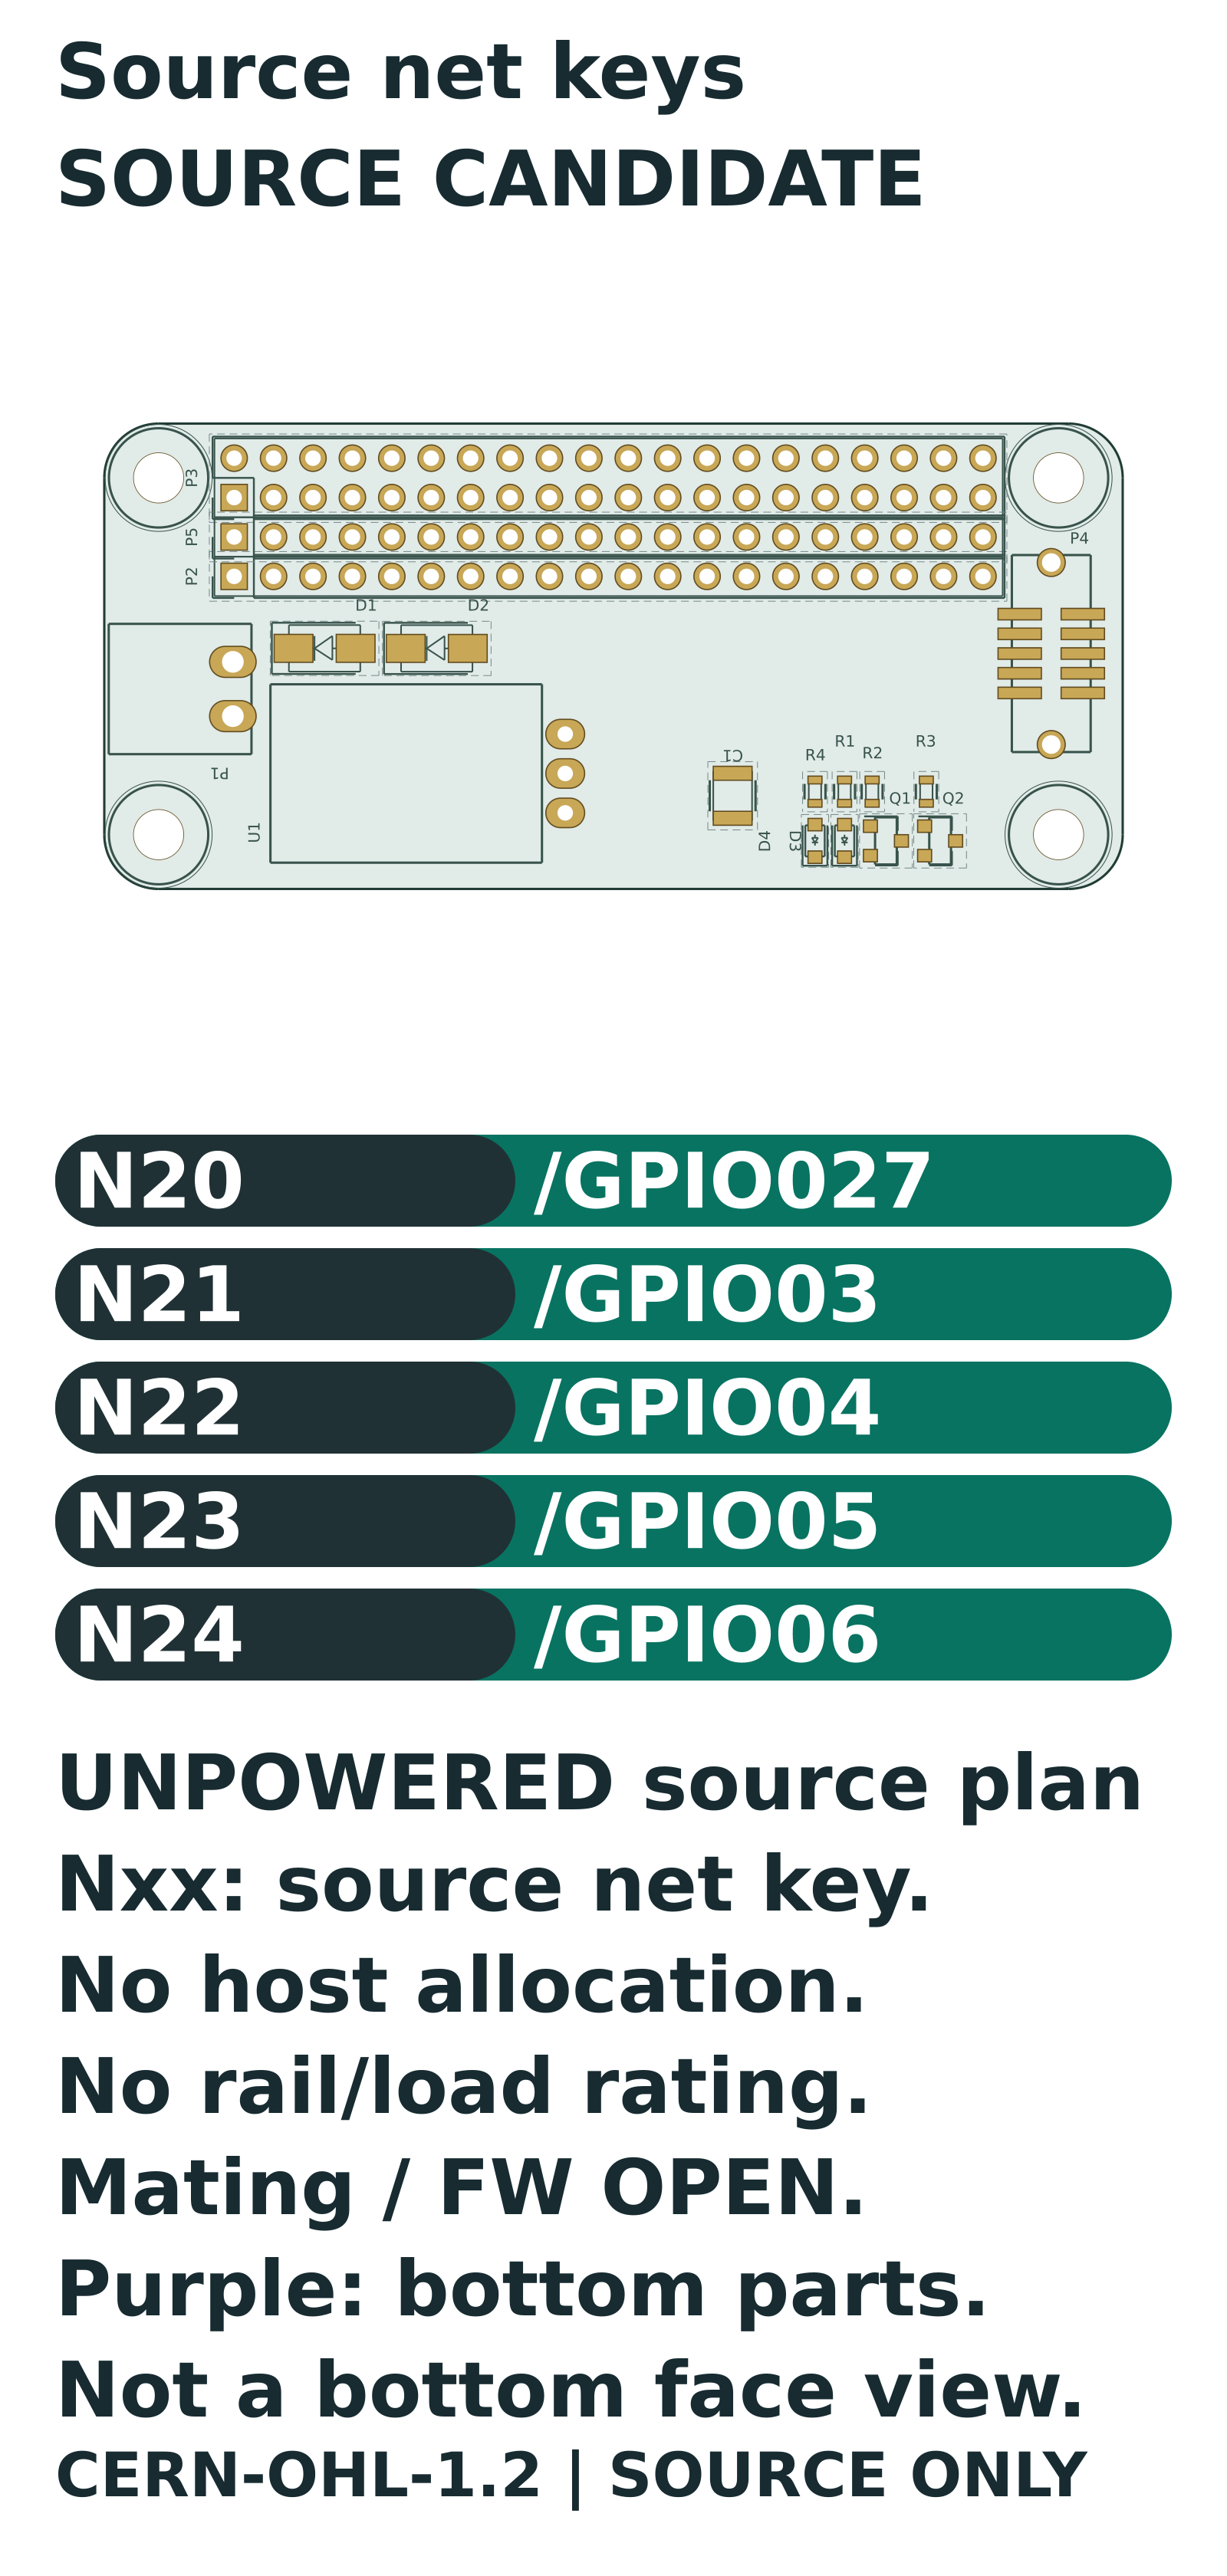 Source net keys
SOURCE CANDIDATE
P3
P5
P4
P2
D1 D2
P1
U1
C1
R4 R1 R2 R3
Q1 Q2
D4 D3
N20 /GPIO027
N21 /GPIO03
N22 /GPIO04
N23 /GPIO05
N24 /GPIO06
UNPOWERED source plan
Nxx: source net key.
No host allocation.
No rail/load rating.
Mating / FW OPEN.
Purple: bottom parts.
Not a bottom face view.
CERN-OHL-1.2 | SOURCE ONLY